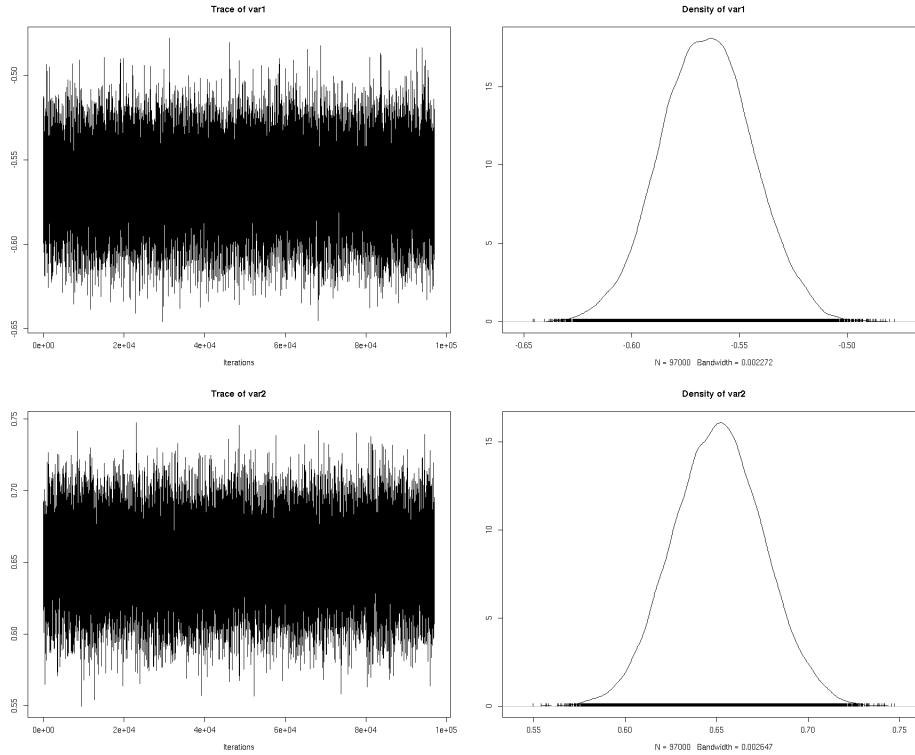 Trace of var1
-0.50
-0.55
-0.60
-0.65
0e+00 2e+04 4e+04 6e+04 8e+04 1e+05
Iterations
Density of var1
15
10
5
0
-0.65 -0.60 -0.55 -0.50
N = 97000 Bandwidth = 0.002272
Trace of var2
0.75
0.70
0.65
0.60
0.55
0e+00 2e+04 4e+04 6e+04 8e+04 1e+05
Iterations
Density of var2
15
10
5
0
0.55 0.60 0.65 0.70 0.75
N = 97000 Bandwidth = 0.002647